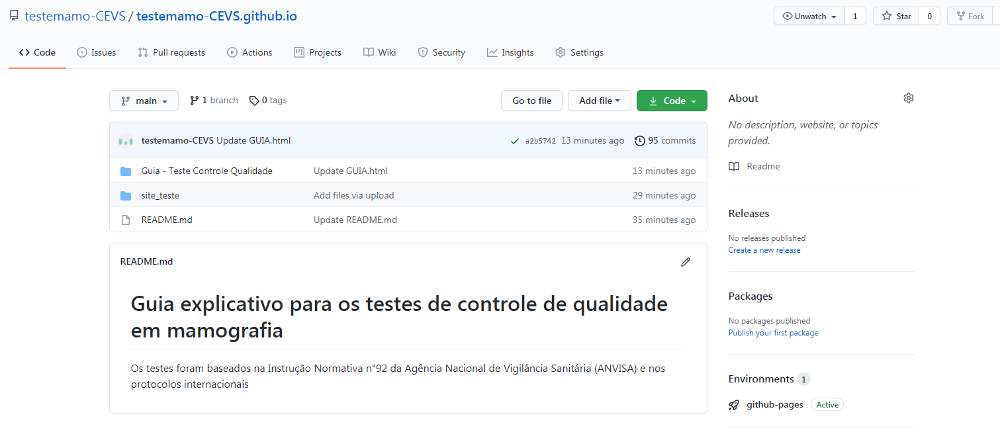 testemamo-CEVS / testemamo-CEVS.github.io
Unwatch 1 Star 0 Fork
Code Issues Pull requests Actions Projects Wiki Security Insights Settings
main 1 branch 0 tags Go to file Add file Code
testemamo-CEVS Update GUIA.html a2b5742 13 minutes ago 95 commits
Guia - Teste Controle Qualidade Update GUIA.html 13 minutes ago
site_teste Add files via upload 29 minutes ago
README.md Update README.md 35 minutes ago
README.md
Guia explicativo para os testes de controle de qualidade
em mamografia
Os testes foram baseados na Instrução Normativa n°92 da Agência Nacional de Vigilância Sanitária (ANVISA) e nos
protocolos internacionais
About
No description, website, or topics
provided.
Readme
Releases
No releases published
Create a new release
Packages
No packages published
Publish your first package
Environments 1
github-pages Active